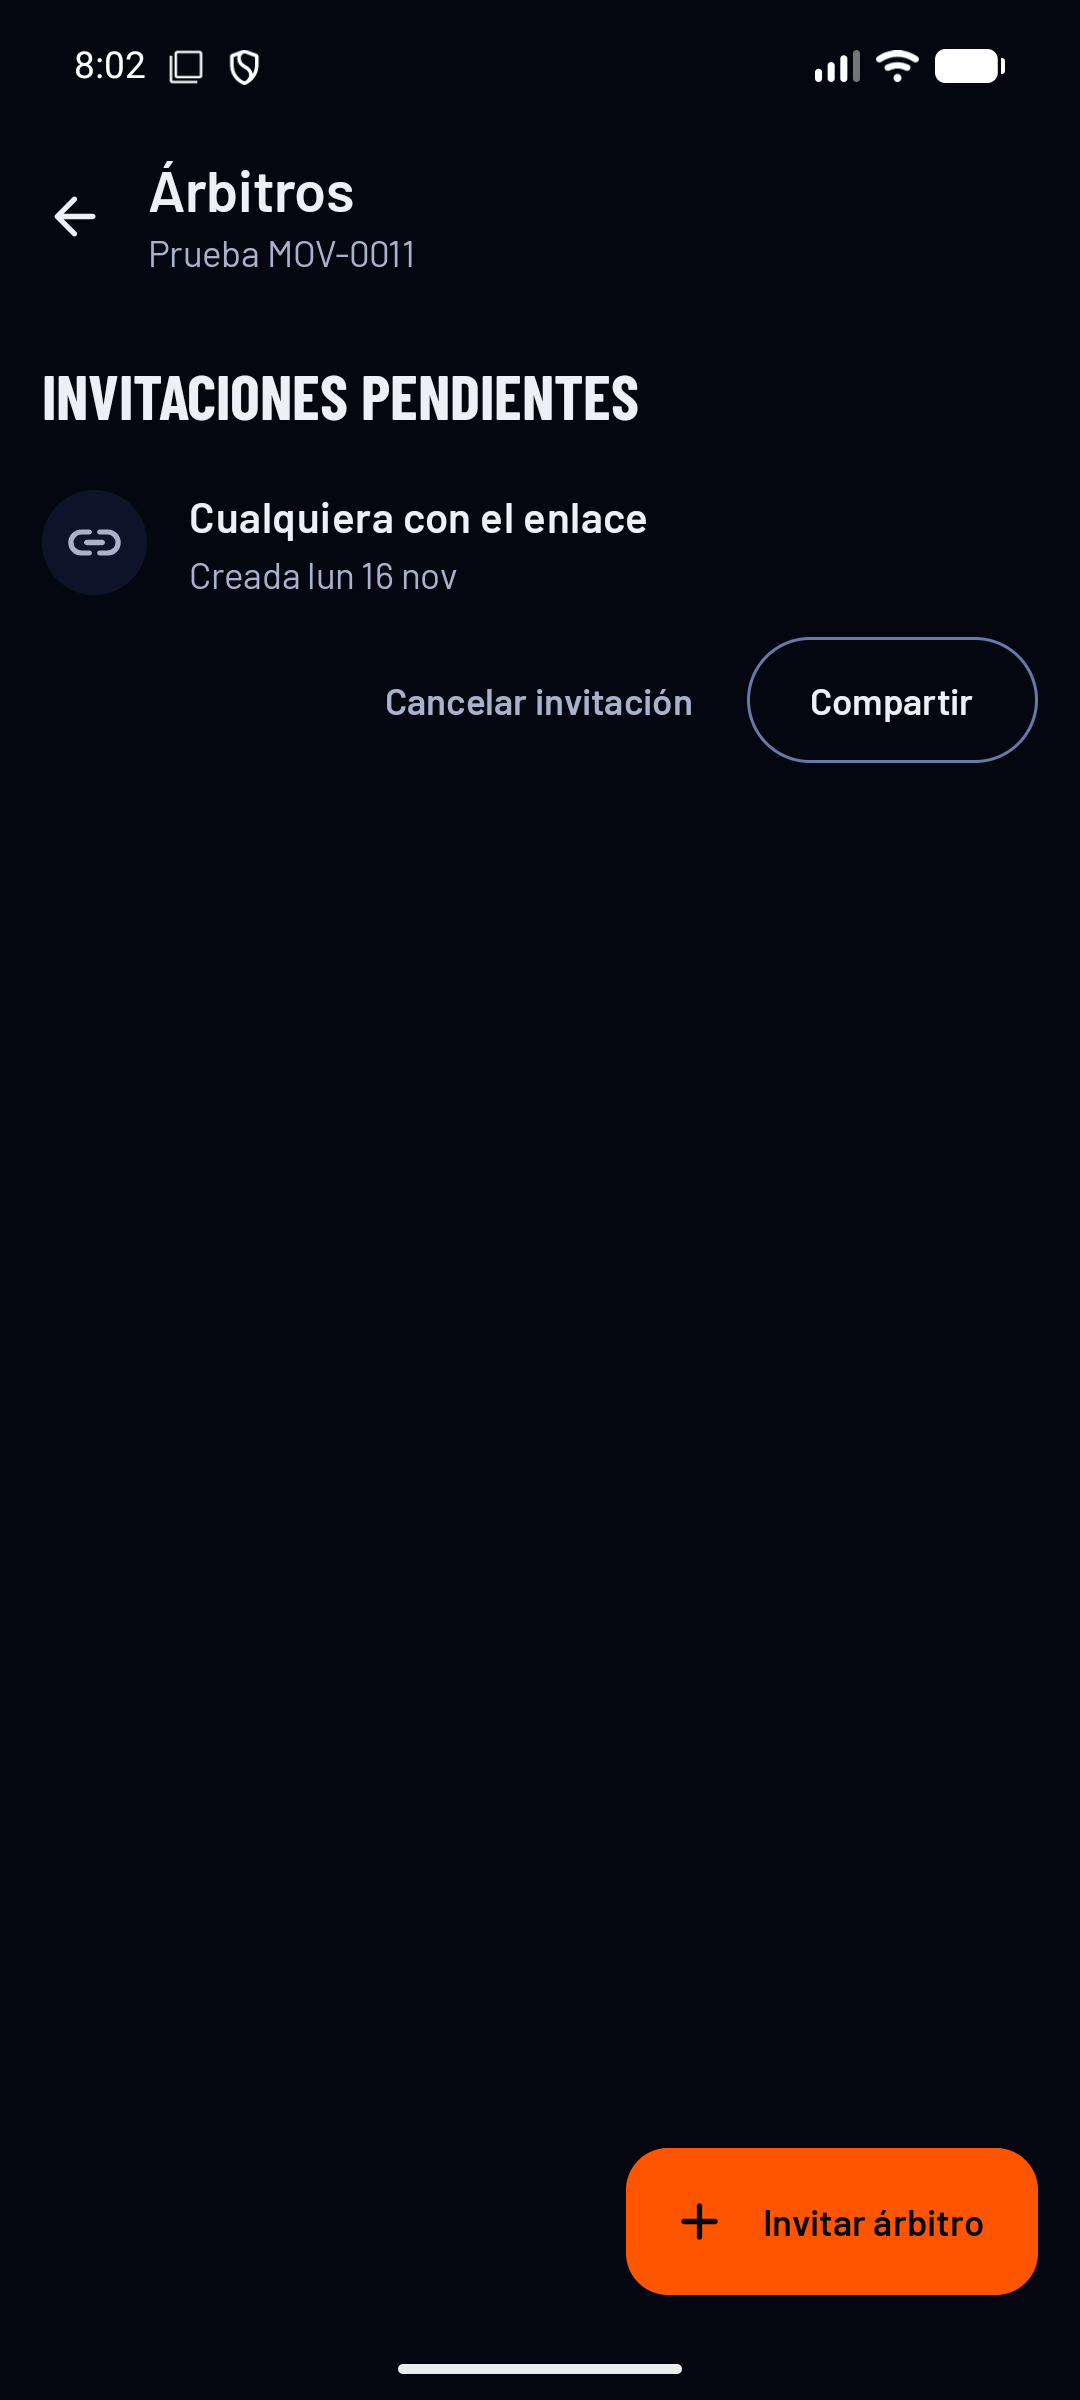 8:02
Árbitros
Prueba MOV-0011
INVITACIONES PENDIENTES
Cualquiera con el enlace
Creada lun 16 nov
Cancelar invitación
Compartir
Invitar árbitro